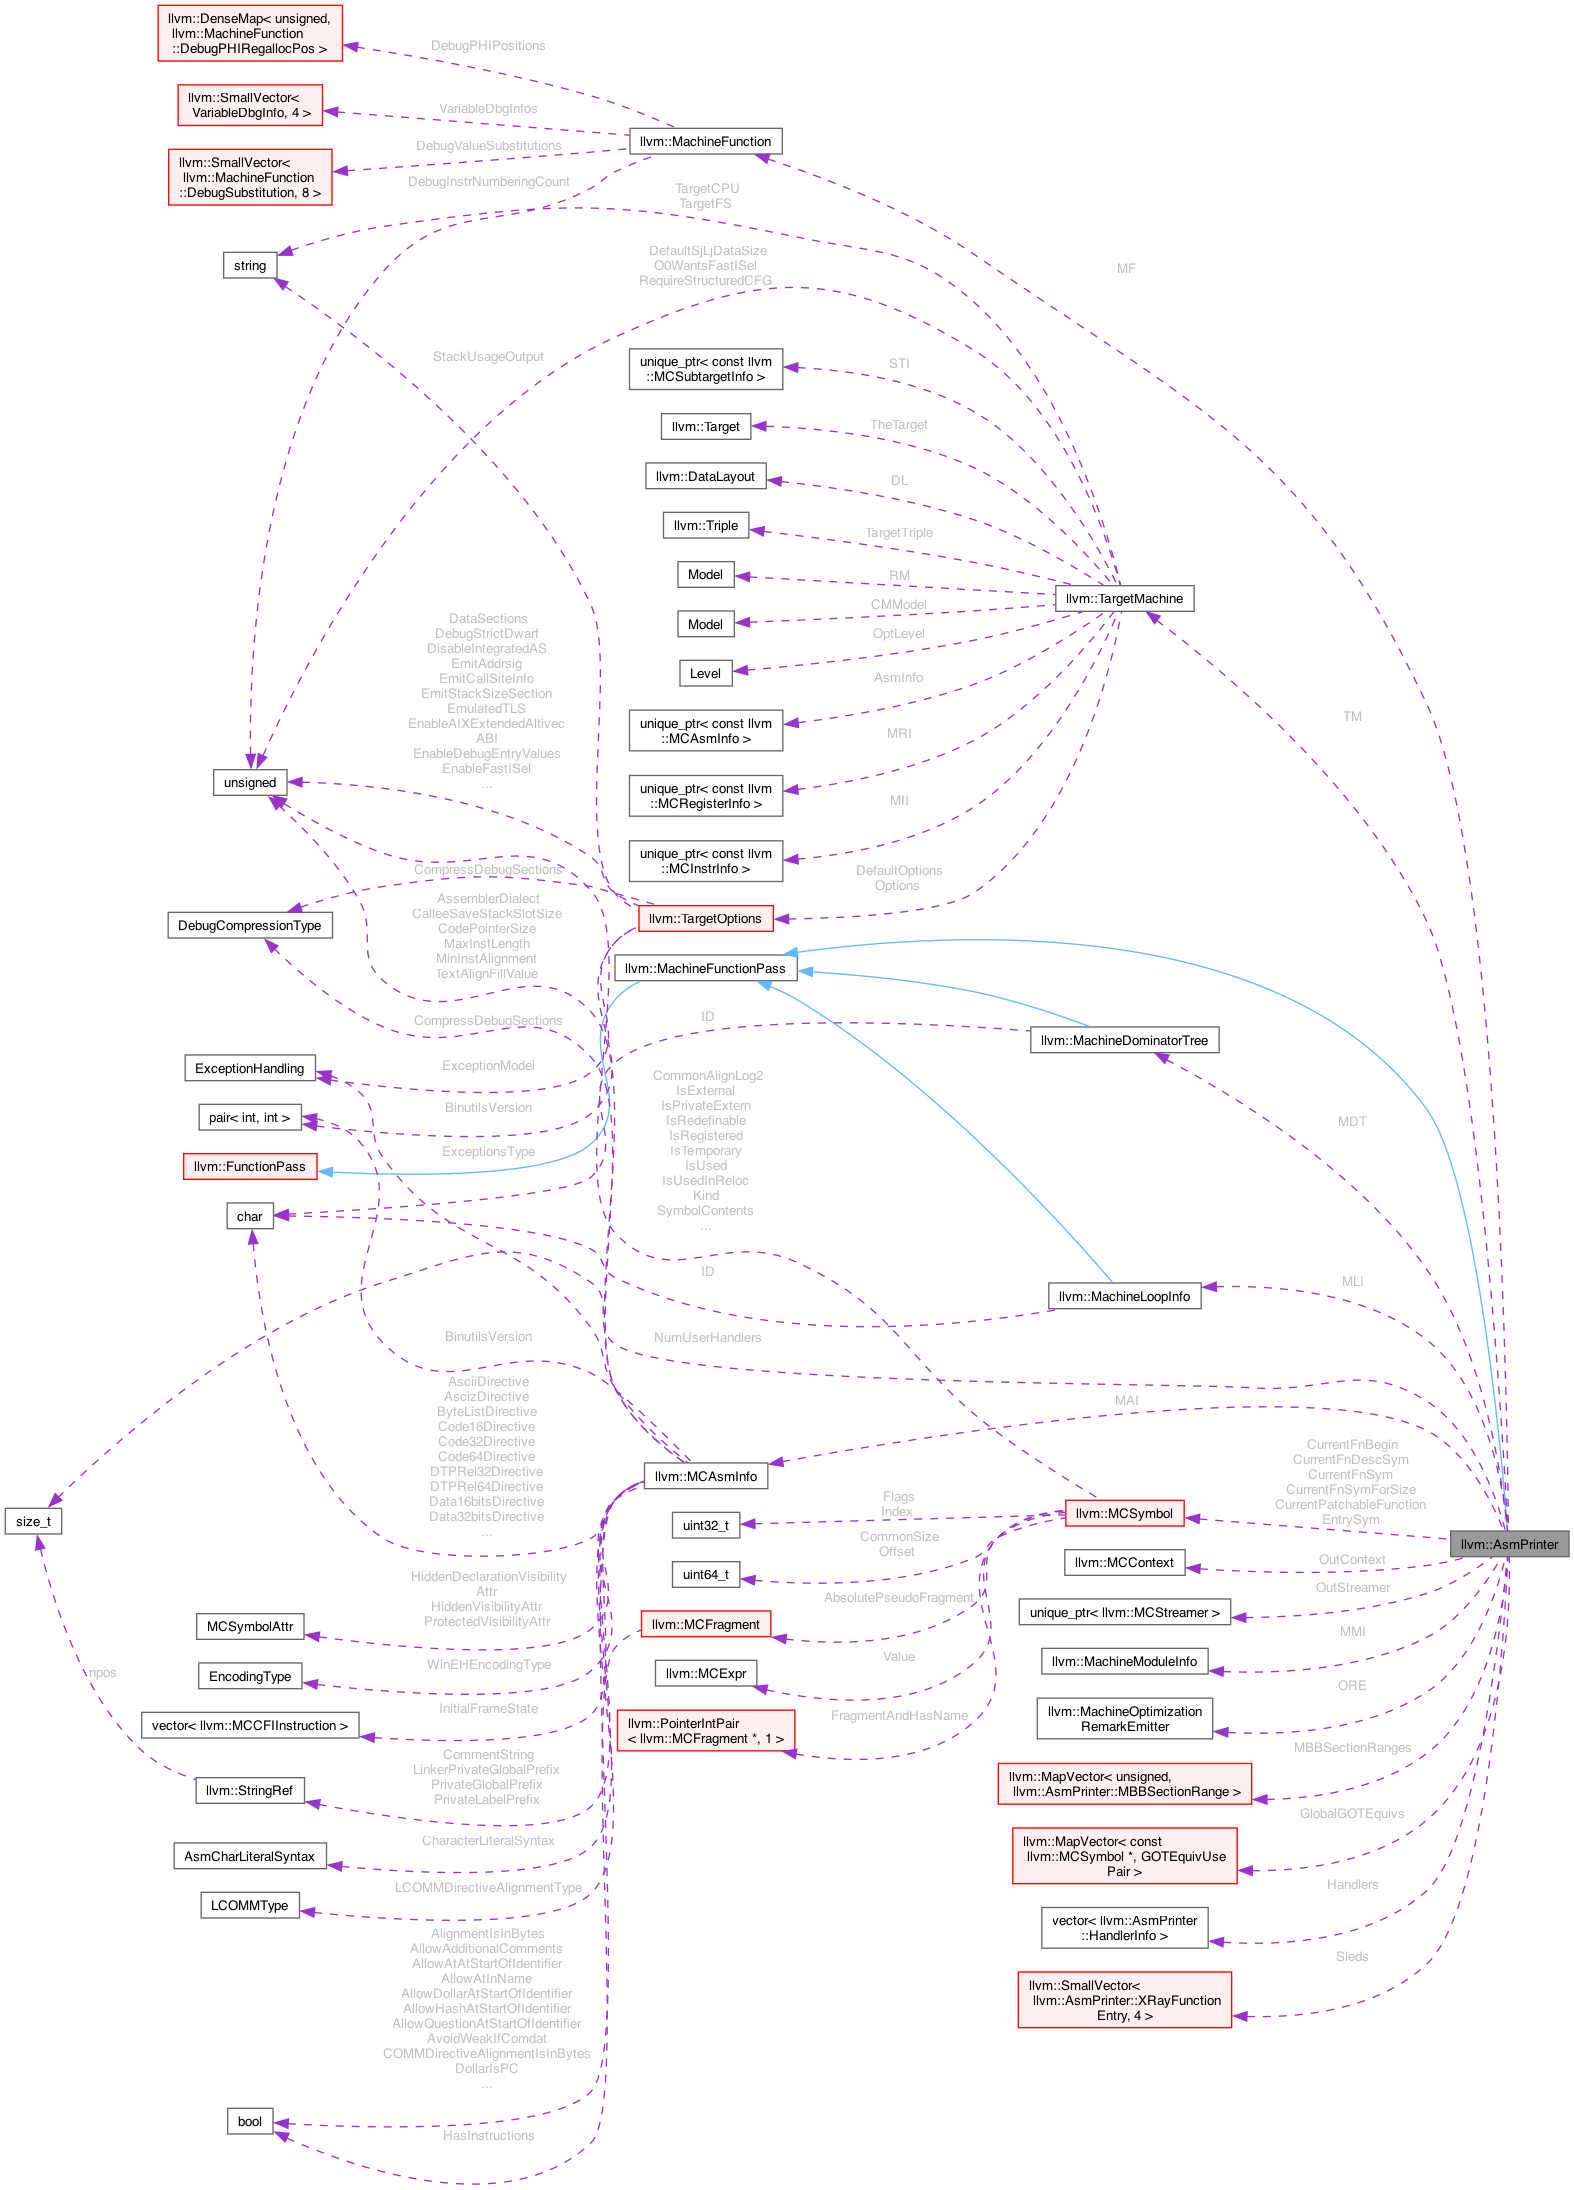 llvm::DenseMap< unsigned,
llvm::MachineFunction
::DebugPHIRegallocPos >
DebugPHIPositions
llvm::SmallVector<
VariableDbgInfo, 4 >
VariableDbgInfos
llvm::MachineFunction
llvm::SmallVector<
llvm::MachineFunction
::DebugSubstitution, 8 >
DebugValueSubstitutions
DebugInstrNumberingCount
TargetCPU
TargetFS
string
DefaultSjLjDataSize
O0WantsFastISel
RequireStructuredCFG
MF
StackUsageOutput
unique_ptr< const llvm
::MCSubtargetInfo >
STI
llvm::Target
TheTarget
llvm::DataLayout
DL
llvm::Triple
TargetTriple
Model
RM
llvm::TargetMachine
Model
CMModel
Level
OptLevel
unique_ptr< const llvm
::MCAsmInfo >
AsmInfo
TM
unique_ptr< const llvm
::MCRegisterInfo >
MRI
unique_ptr< const llvm
::MCInstrInfo >
MII
DataSections
DebugStrictDwarf
DisableIntegratedAS
EmitAddrsig
EmitCallSiteInfo
EmitStackSizeSection
EmulatedTLS
EnableAIXExtendedAltivec
ABI
EnableDebugEntryValues
EnableFastISel
...
unsigned
CompressDebugSections
DefaultOptions
Options
llvm::TargetOptions
DebugCompressionType
AssemblerDialect
CalleeSaveStackSlotSize
CodePointerSize
MaxInstLength
MinInstAlignment
TextAlignFillValue
llvm::MachineFunctionPass
CompressDebugSections
ID
llvm::MachineDominatorTree
ExceptionHandling
ExceptionModel
pair< int, int >
BinutilsVersion
llvm::FunctionPass
ExceptionsType
char
CommonAlignLog2
IsExternal
IsPrivateExtern
IsRedefinable
IsRegistered
IsTemporary
IsUsed
IsUsedInReloc
Kind
SymbolContents
...
MDT
ID
llvm::MachineLoopInfo
MLI
BinutilsVersion
NumUserHandlers
AsciiDirective
AscizDirective
ByteListDirective
Code16Directive
Code32Directive
Code64Directive
DTPRel32Directive
DTPRel64Directive
Data16bitsDirective
Data32bitsDirective
...
MAI
llvm::MCAsmInfo
size_t
CurrentFnBegin
CurrentFnDescSym
CurrentFnSym
CurrentFnSymForSize
CurrentPatchableFunction
EntrySym
uint32_t
Flags
Index
llvm::MCSymbol
llvm::AsmPrinter
uint64_t
CommonSize
Offset
llvm::MCContext
OutContext
HiddenDeclarationVisibility
Attr
HiddenVisibilityAttr
ProtectedVisibilityAttr
MCSymbolAttr
llvm::MCFragment
AbsolutePseudoFragment
unique_ptr< llvm::MCStreamer >
OutStreamer
npos
EncodingType
WinEHEncodingType
llvm::MCExpr
Value
llvm::MachineModuleInfo
MMI
vector< llvm::MCCFIInstruction >
InitialFrameState
llvm::PointerIntPair
< llvm::MCFragment *, 1 >
FragmentAndHasName
llvm::MachineOptimization
RemarkEmitter
ORE
llvm::StringRef
CommentString
LinkerPrivateGlobalPrefix
PrivateGlobalPrefix
PrivateLabelPrefix
llvm::MapVector< unsigned,
llvm::AsmPrinter::MBBSectionRange >
MBBSectionRanges
AsmCharLiteralSyntax
CharacterLiteralSyntax
llvm::MapVector< const
llvm::MCSymbol *, GOTEquivUse
Pair >
GlobalGOTEquivs
LCOMMType
LCOMMDirectiveAlignmentType
vector< llvm::AsmPrinter
::HandlerInfo >
Handlers
llvm::SmallVector<
llvm::AsmPrinter::XRayFunction
Entry, 4 >
Sleds
AlignmentIsInBytes
AllowAdditionalComments
AllowAtAtStartOfIdentifier
AllowAtInName
AllowDollarAtStartOfIdentifier
AllowHashAtStartOfIdentifier
AllowQuestionAtStartOfIdentifier
AvoidWeakIfComdat
COMMDirectiveAlignmentIsInBytes
DollarIsPC
...
bool
HasInstructions